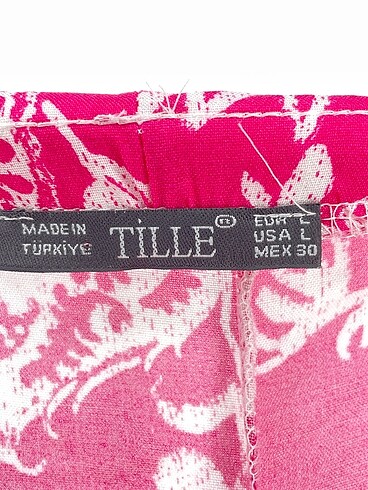 MADE IN
TÜRKİYE
TİLLE®
EUR L
USA L
MEX 30